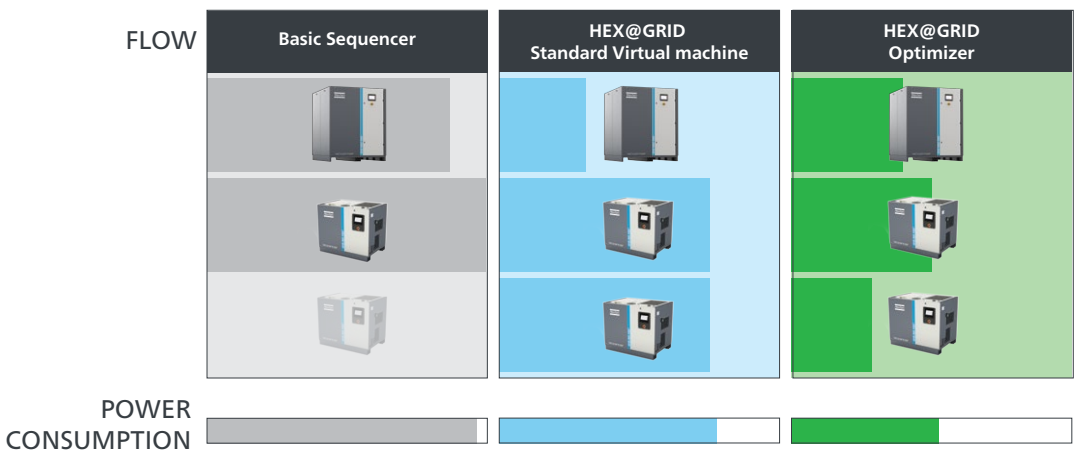 FLOW
Basic Sequencer
HEX@GRID
Standard Virtual machine
HEX@GRID
Optimizer
POWER
CONSUMPTION